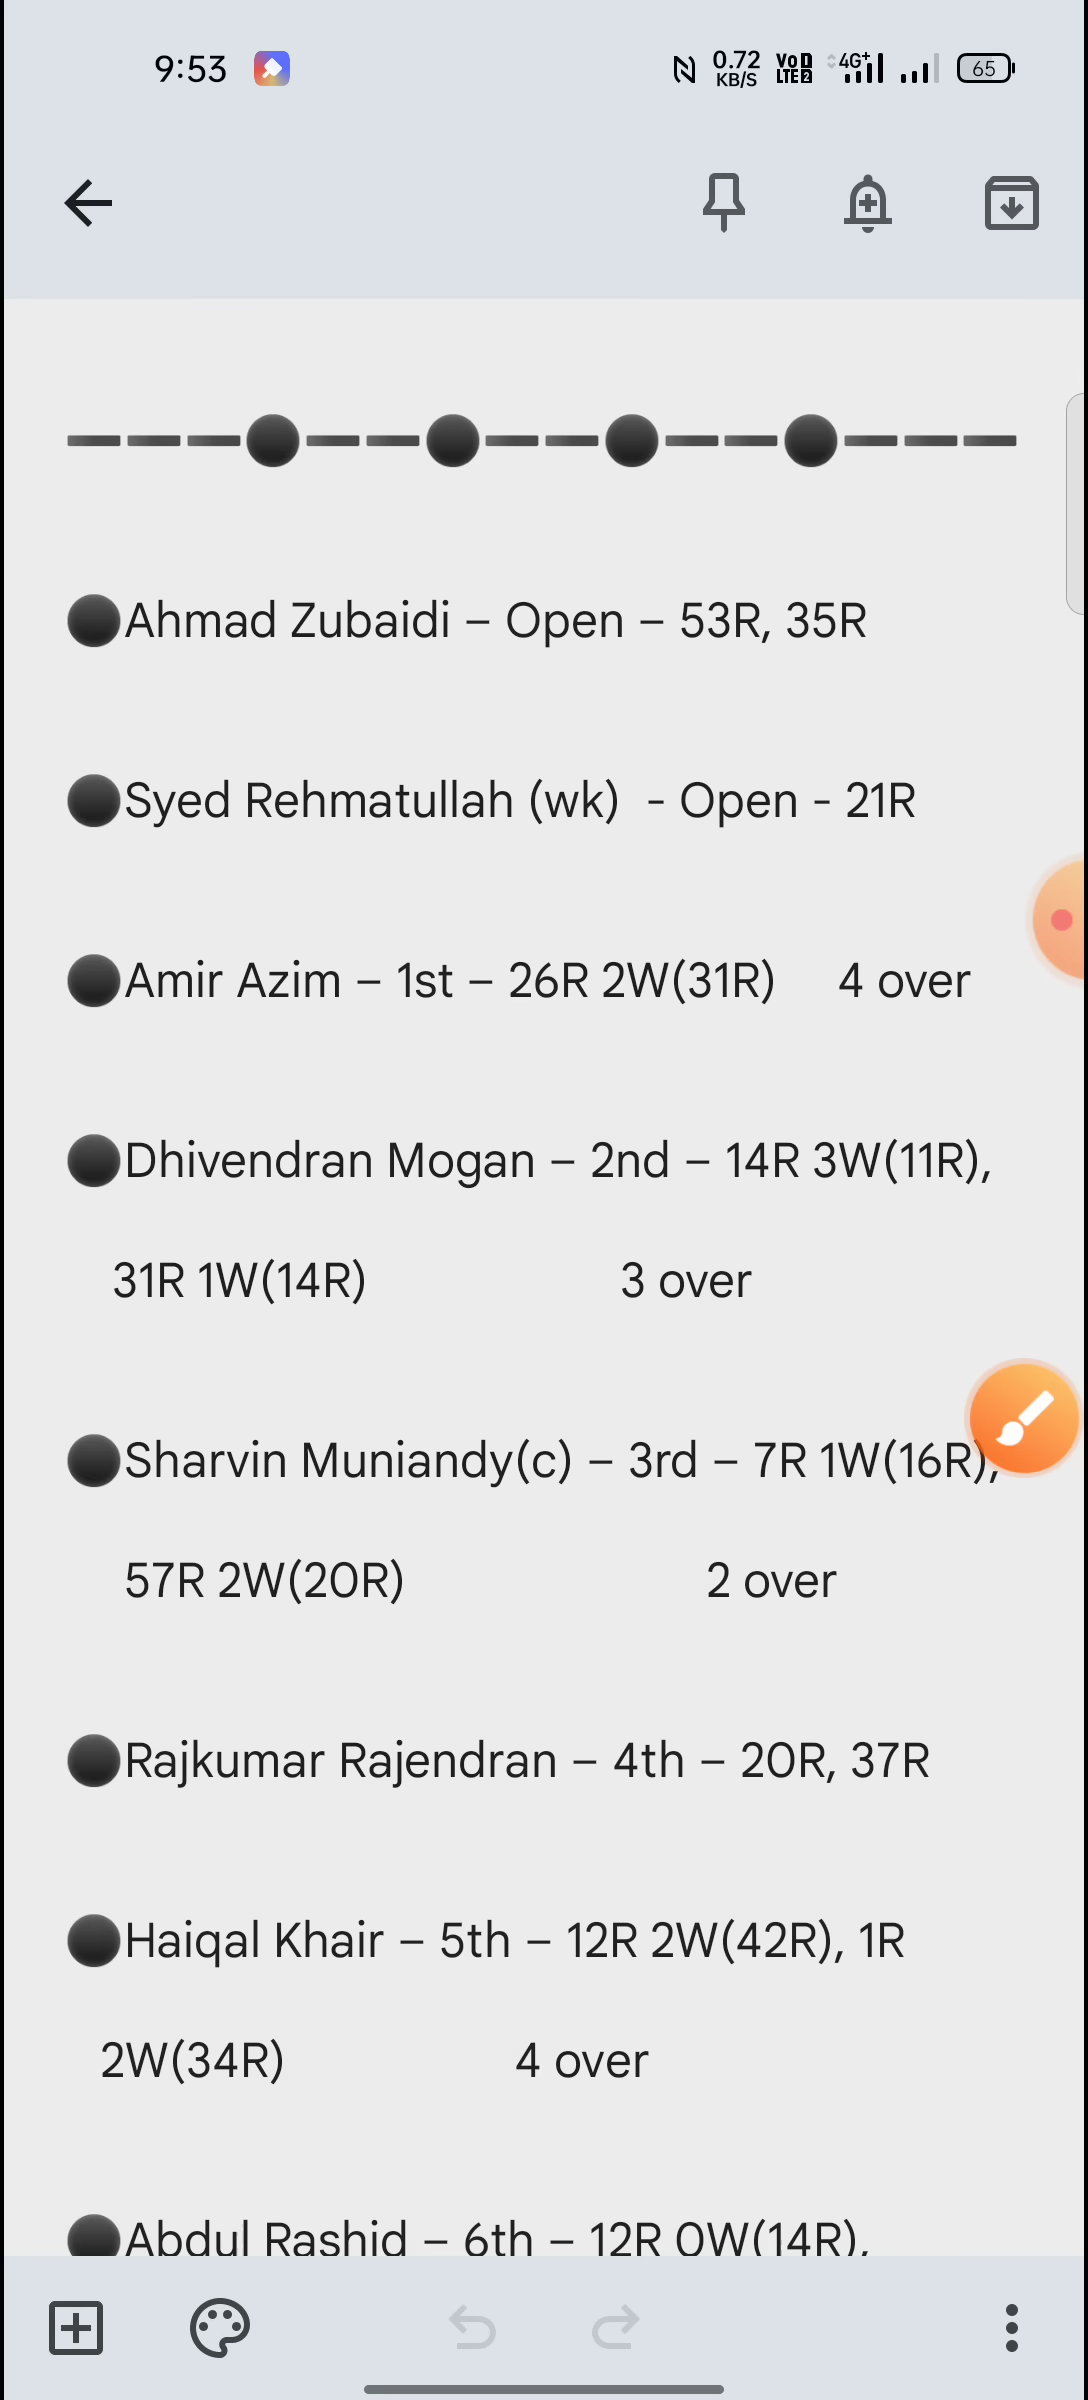 9:53 0.72 KB/S VoD LTE2 4G+ 65
Ahmad Zubaidi – Open – 53R, 35R
Syed Rehmatullah (wk) - Open - 21R
Amir Azim – 1st – 26R 2W(31R) 4 over
Dhivendran Mogan – 2nd – 14R 3W(11R),
31R 1W(14R) 3 over
Sharvin Muniandy(c) – 3rd – 7R 1W(16R),
57R 2W(20R) 2 over
Rajkumar Rajendran – 4th – 20R, 37R
Haiqal Khair – 5th – 12R 2W(42R), 1R
2W(34R) 4 over
Abdul Rashid – 6th – 12R 0W(14R),